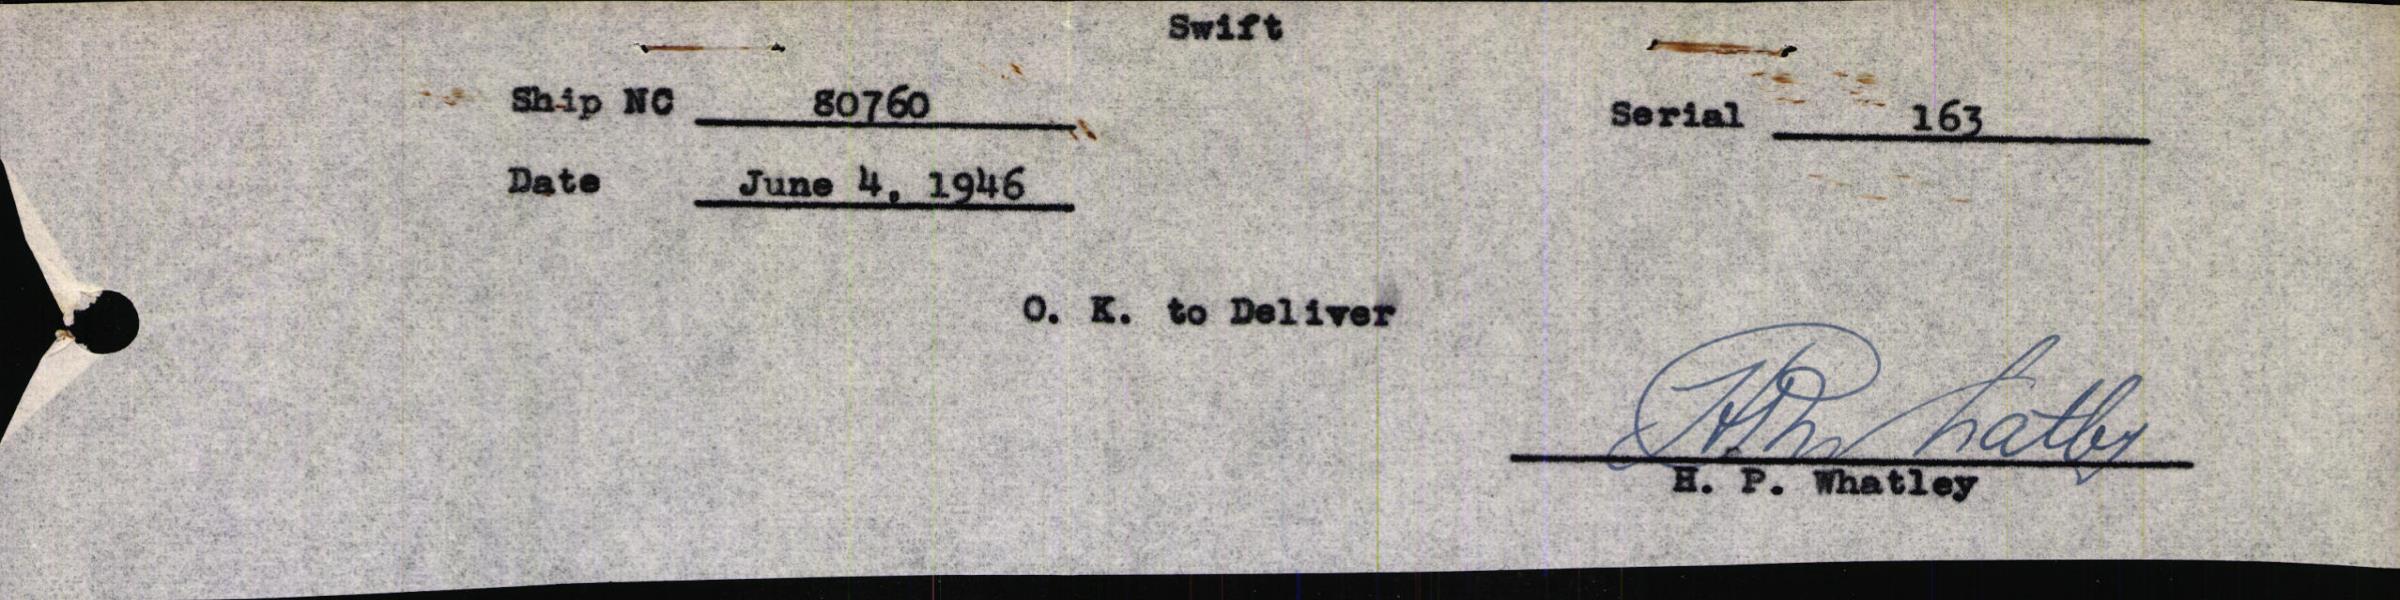 Swift
Ship NC 80760 Serial 163
Date June 4, 1946
O. K. to Deliver
H P Whatley
H. P. Whatley